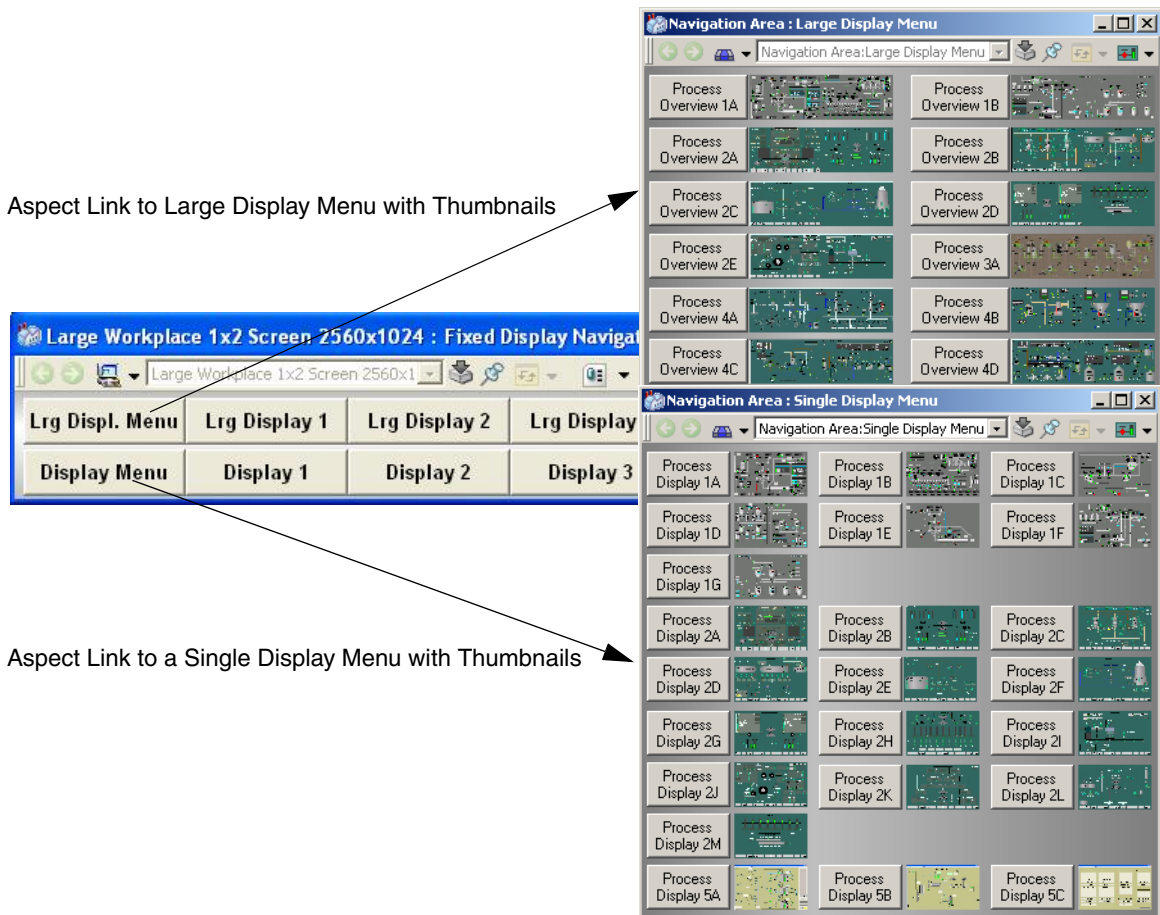 Navigation Area : Large Display Menu
Navigation Area:Large Display Menu
Process Overview 1A
Process Overview 1B
Process Overview 2A
Process Overview 2B
Process Overview 2C
Process Overview 2D
Process Overview 2E
Process Overview 3A
Process Overview 4A
Process Overview 4B
Process Overview 4C
Process Overview 4D
Aspect Link to Large Display Menu with Thumbnails
Large Workplace 1x2 Screen 2560x1024 : Fixed Display Navigat
Large Workplace 1x2 Screen 2560x1
Lrg Displ. Menu
Lrg Display 1
Lrg Display 2
Lrg Display
Display Menu
Display 1
Display 2
Display 3
Navigation Area : Single Display Menu
Navigation Area:Single Display Menu
Process Display 1A
Process Display 1B
Process Display 1C
Process Display 1D
Process Display 1E
Process Display 1F
Process Display 1G
Process Display 2A
Process Display 2B
Process Display 2C
Process Display 2D
Process Display 2E
Process Display 2F
Process Display 2G
Process Display 2H
Process Display 2I
Process Display 2J
Process Display 2K
Process Display 2L
Process Display 2M
Process Display 5A
Process Display 5B
Process Display 5C
Aspect Link to a Single Display Menu with Thumbnails